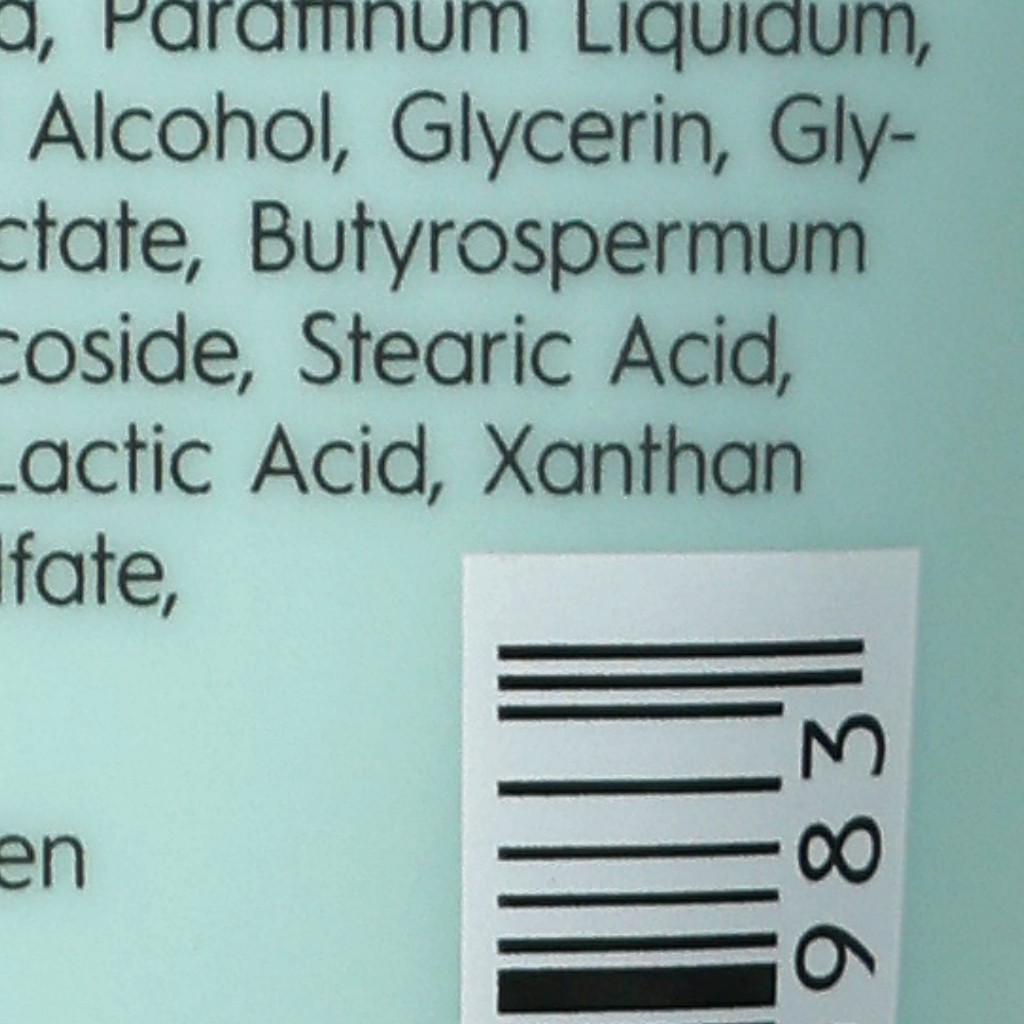 a, Paraffinum Liquidum,
Alcohol, Glycerin, Gly-
ctate, Butyrospermum
coside, Stearic Acid,
Lactic Acid, Xanthan
lfate,
en
983